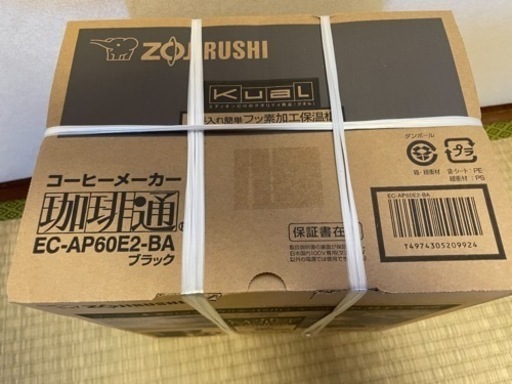 ZOJIRUSHI
KuaL
入れ簡単フッ素加工保温
コーヒーメーカー
珈琲通
EC-AP60E2-BA
ブラック
保証書在
ダンボール
箱・緩衝材
プラ
袋・シート:PE
緩衝材:PS
EC-AP60E2-BA
4974305209924
ZOJIRUSHI